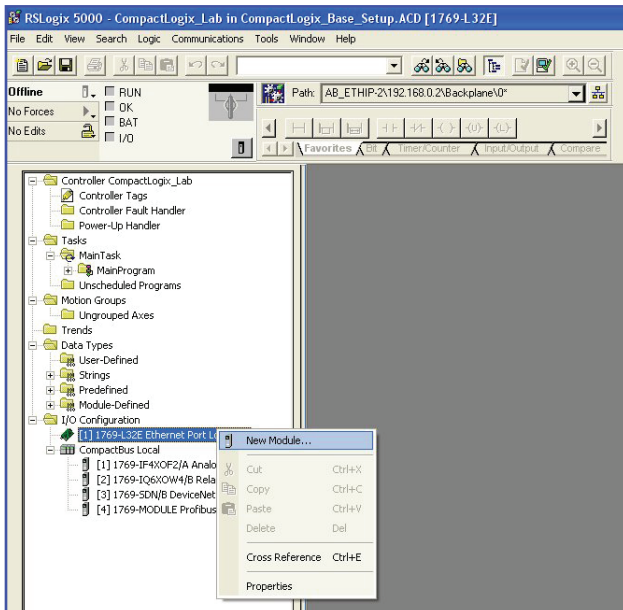 RSLogix 5000 - CompactLogix_Lab in CompactLogix_Base_Setup.ACD [1769-L32E]
File Edit View Search Logic Communications Tools Window Help
Offline RUN Path: AB_ETHIP-2\192.168.0.2\Backplane\0*
No Forces OK
BAT
No Edits I/O
Favorites Bit Timer/Counter Input/Output Compare
Controller CompactLogix_Lab
Controller Tags
Controller Fault Handler
Power-Up Handler
Tasks
MainTask
MainProgram
Unscheduled Programs
Motion Groups
Ungrouped Axes
Trends
Data Types
User-Defined
Strings
Predefined
Module-Defined
I/O Configuration
[1] 1769-L32E Ethernet Port Lo
CompactBus Local
[1] 1769-IF4XOF2/A Analo
[2] 1769-IQ6XOW4/B Rela
[3] 1769-SDN/B DeviceNet
[4] 1769-MODULE Profibus
New Module...
Cut Ctrl+X
Copy Ctrl+C
Paste Ctrl+V
Delete Del
Cross Reference Ctrl+E
Properties